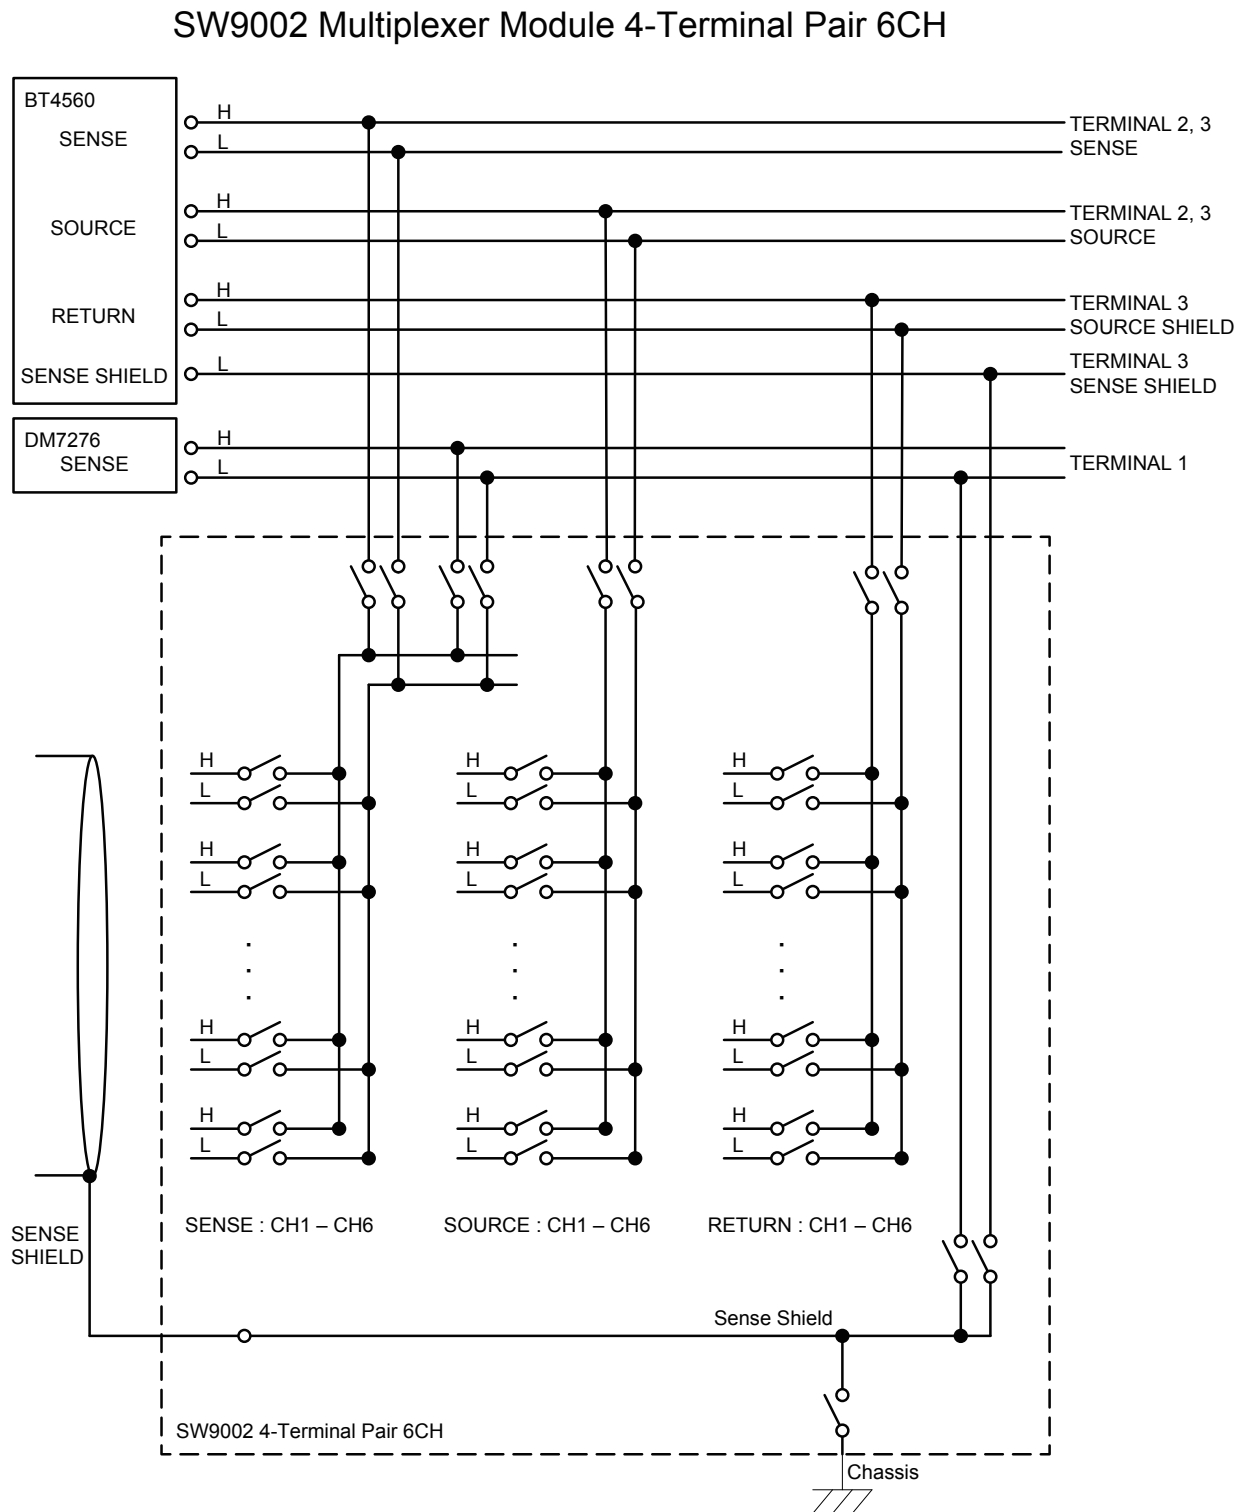 SW9002 Multiplexer Module 4-Terminal Pair 6CH
BT4560
SENSE
H
L
TERMINAL 2, 3
SENSE
SOURCE
H
L
TERMINAL 2, 3
SOURCE
RETURN
H
L
TERMINAL 3
SOURCE SHIELD
SENSE SHIELD
L
TERMINAL 3
SENSE SHIELD
DM7276
SENSE
H
L
TERMINAL 1
H
L
H
L
H
L
H
L
H
L
H
L
.
.
.
.
.
.
.
.
.
H
L
H
L
H
L
H
L
H
L
H
L
SENSE : CH1 – CH6
SOURCE : CH1 – CH6
RETURN : CH1 – CH6
SENSE
SHIELD
Sense Shield
SW9002 4-Terminal Pair 6CH
Chassis